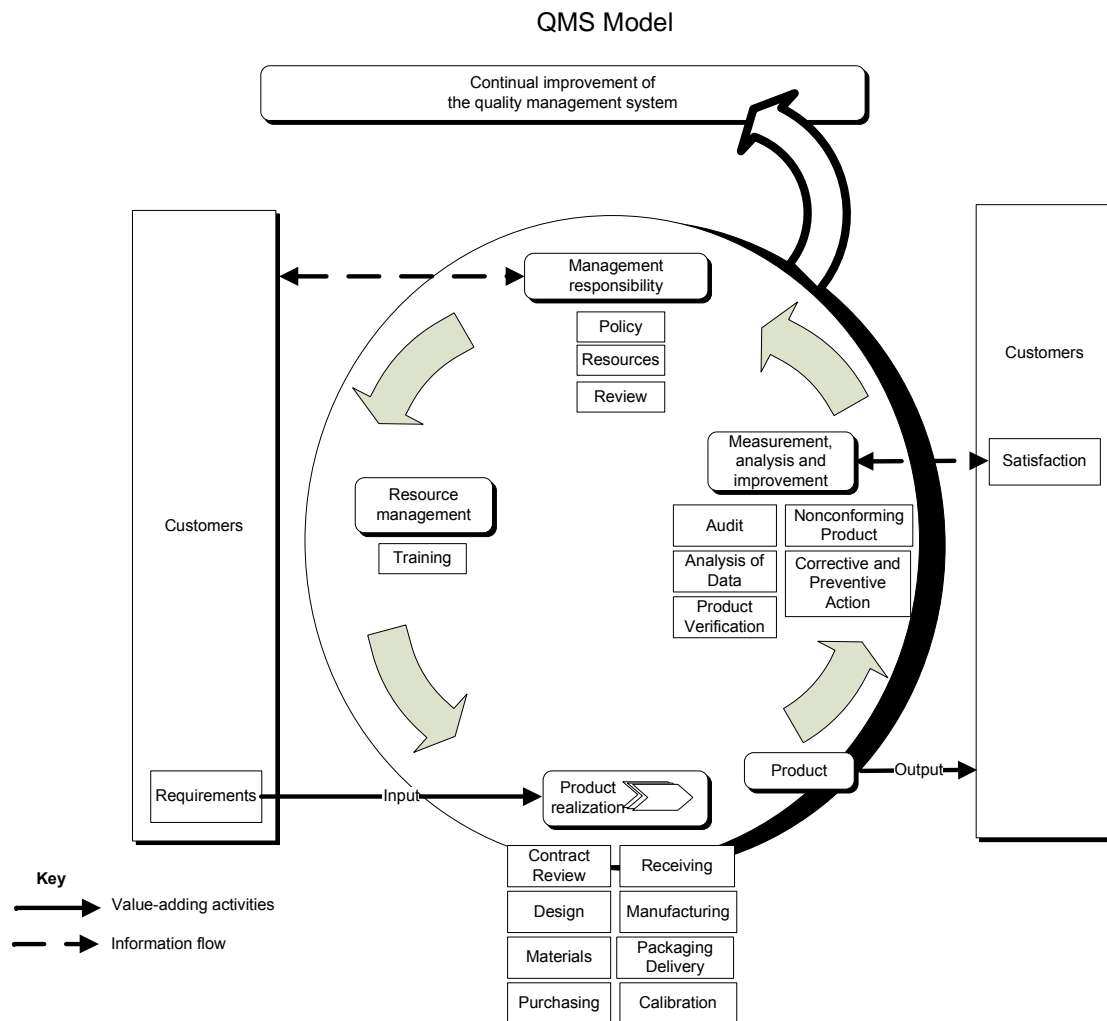 QMS Model
Continual improvement of
the quality management system
Management
responsibility
Policy
Resources
Review
Customers
Customers
Measurement,
analysis and
improvement
Satisfaction
Resource
management
Training
Audit
Nonconforming
Product
Analysis of
Data
Corrective and
Preventive
Action
Product
Verification
Requirements
Input
Product
realization
Product
Output
Contract
Review
Receiving
Design
Manufacturing
Materials
Packaging
Delivery
Purchasing
Calibration
Key
Value-adding activities
Information flow